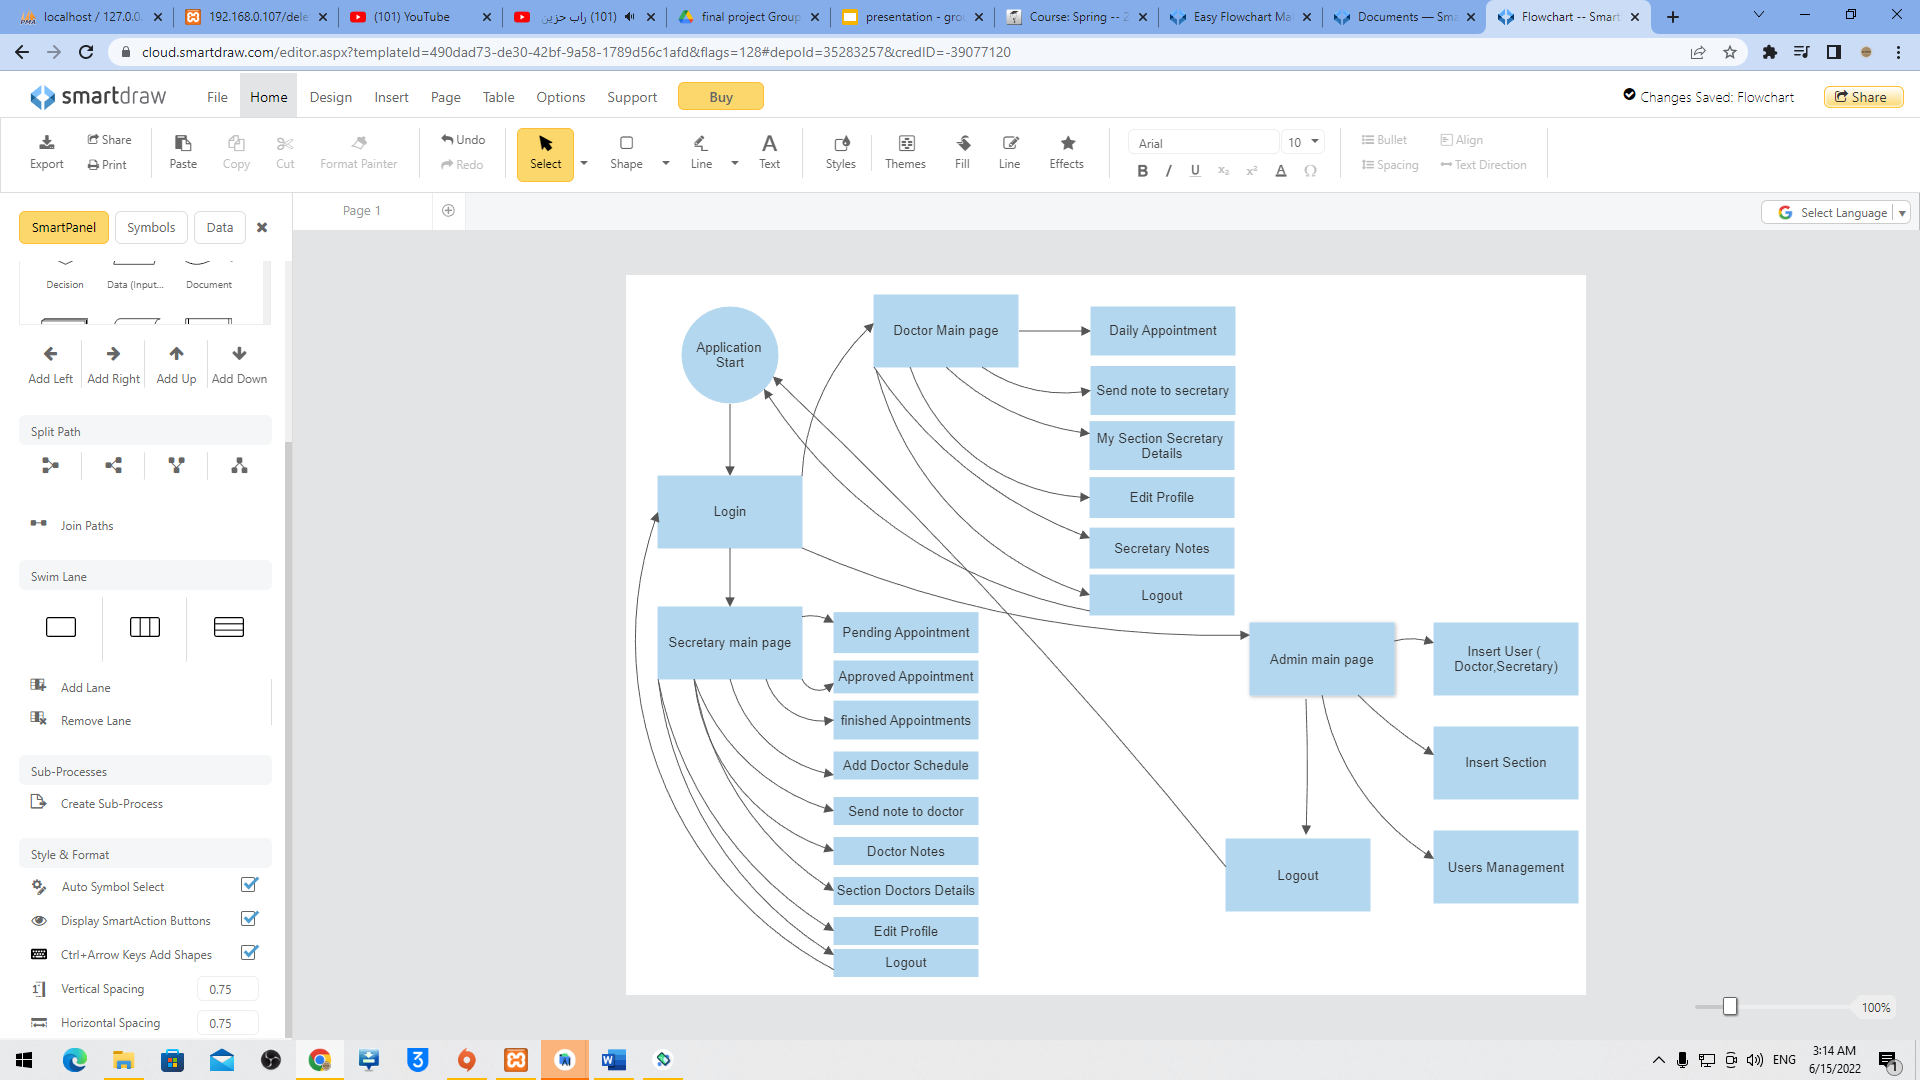 localhost / 127.0.0.
192.168.0.107/dele
(101) YouTube
(101) راب حزين
final project Group
presentation - gro
Course: Spring -- 2
Easy Flowchart Ma
Documents — Sma
Flowchart -- Smart
cloud.smartdraw.com/editor.aspx?templateId=490dad73-de30-42bf-9a58-1789d56c1afd&flags=128#depoId=35283257&credID=-39077120
smartdraw
File
Home
Design
Insert
Page
Table
Options
Support
Buy
Changes Saved: Flowchart
Share
Export
Share
Print
Paste
Copy
Cut
Format Painter
Undo
Redo
Select
Shape
Line
Text
Styles
Themes
Fill
Line
Effects
Arial
10
B
I
U
Bullet
Align
Spacing
Text Direction
SmartPanel
Symbols
Data
Page 1
Select Language
Decision
Data (Input...
Document
Add Left
Add Right
Add Up
Add Down
Split Path
Join Paths
Swim Lane
Add Lane
Remove Lane
Sub-Processes
Create Sub-Process
Style & Format
Auto Symbol Select
Display SmartAction Buttons
Ctrl+Arrow Keys Add Shapes
Vertical Spacing
0.75
Horizontal Spacing
0.75
Application
Start
Login
Secretary main page
Doctor Main page
Daily Appointment
Send note to secretary
My Section Secretary
Details
Edit Profile
Secretary Notes
Logout
Pending Appointment
Approved Appointment
finished Appointments
Add Doctor Schedule
Send note to doctor
Doctor Notes
Section Doctors Details
Edit Profile
Logout
Admin main page
Insert User (
Doctor,Secretary)
Insert Section
Users Management
Logout
100%
ENG
3:14 AM
6/15/2022
1